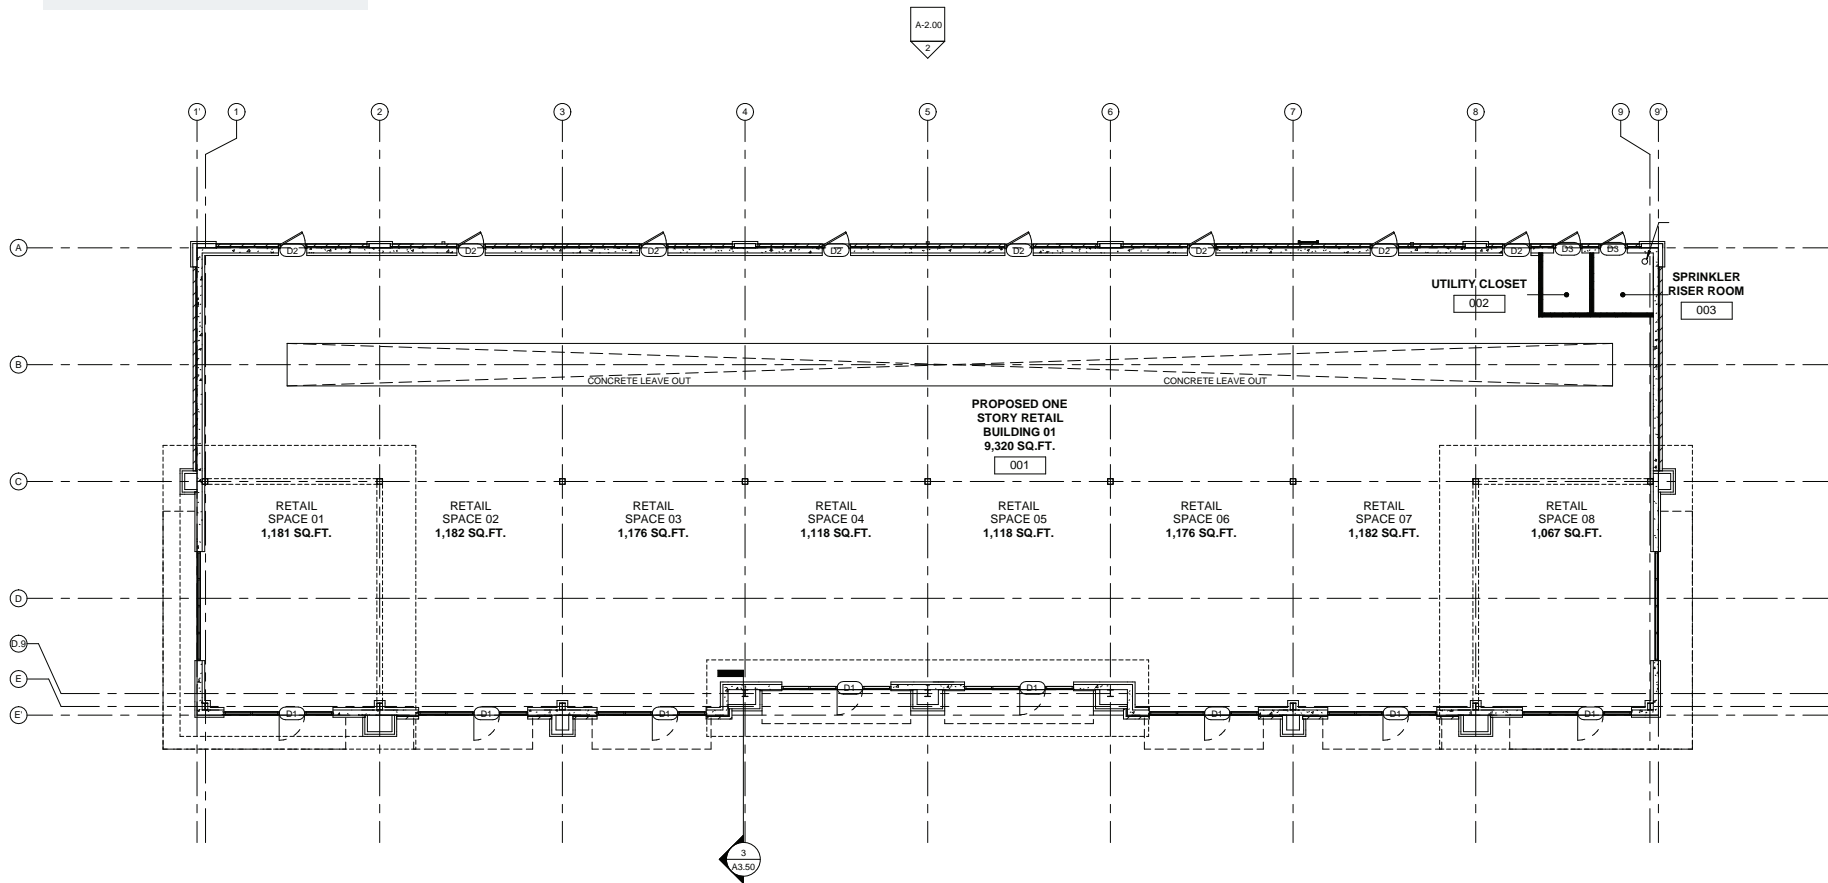 A-2.00
2
1'
1
2
3
4
5
6
7
8
9
9'
A
D2
D2
D2
D2
D2
D2
D2
D2
D3
D3
UTILITY CLOSET
002
SPRINKLER
RISER ROOM
003
B
CONCRETE LEAVE OUT
CONCRETE LEAVE OUT
PROPOSED ONE
STORY RETAIL
BUILDING 01
9,320 SQ.FT.
001
C
RETAIL
SPACE 01
1,181 SQ.FT.
RETAIL
SPACE 02
1,182 SQ.FT.
RETAIL
SPACE 03
1,176 SQ.FT.
RETAIL
SPACE 04
1,118 SQ.FT.
RETAIL
SPACE 05
1,118 SQ.FT.
RETAIL
SPACE 06
1,176 SQ.FT.
RETAIL
SPACE 07
1,182 SQ.FT.
RETAIL
SPACE 08
1,067 SQ.FT.
D
D.9
E
E'
D1
D1
D1
D1
D1
D1
D1
D1
3
A3.50